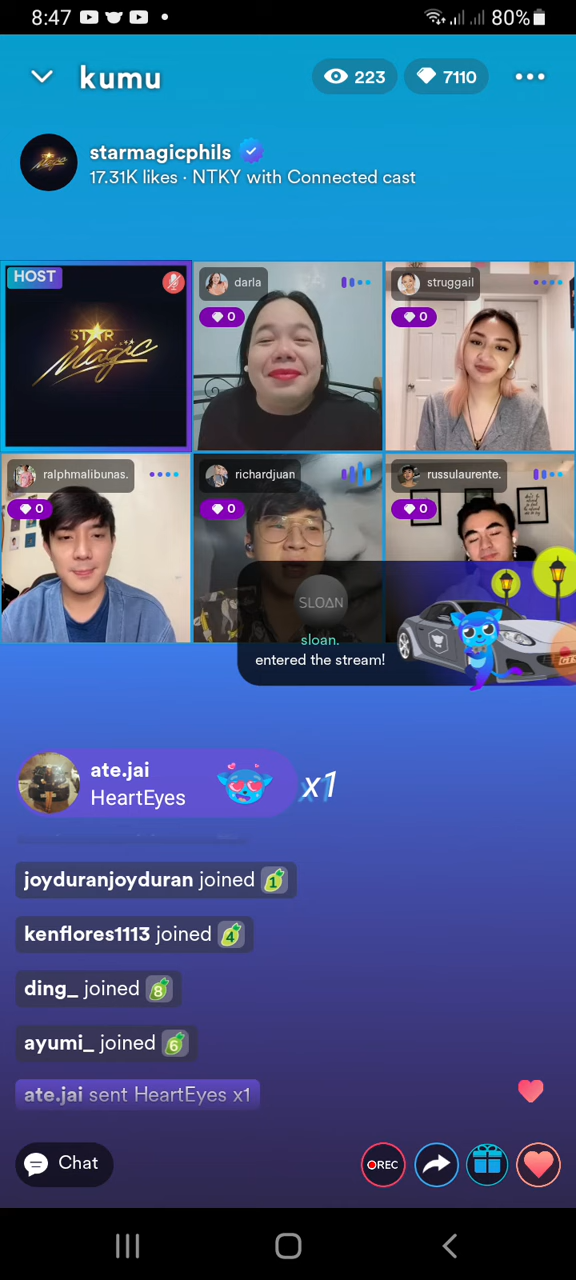 8:47
80%
kumu
223
7110
starmagicphils
17.31K likes · NTKY with Connected cast
HOST
STAR
Magic
darla
0
struggail
0
ralphmalibunas.
0
richardjuan
0
russulaurente.
0
SLOAN
sloan.
entered the stream!
ate.jai
HeartEyes
x1
joyduranjoyduran joined 1
kenflores1113 joined 4
ding_ joined 8
ayumi_ joined 6
ate.jai sent HeartEyes x1
Chat
REC